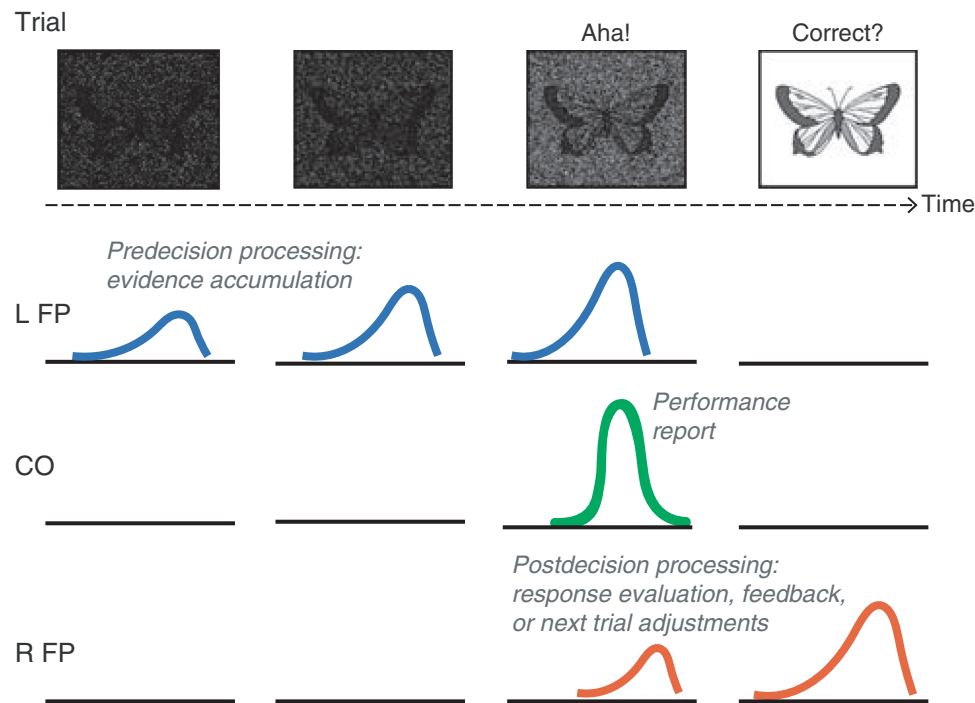 Trial
Aha!
Correct?
Time
Predecision processing:
evidence accumulation
L FP
Performance
report
CO
Postdecision processing:
response evaluation, feedback,
or next trial adjustments
R FP